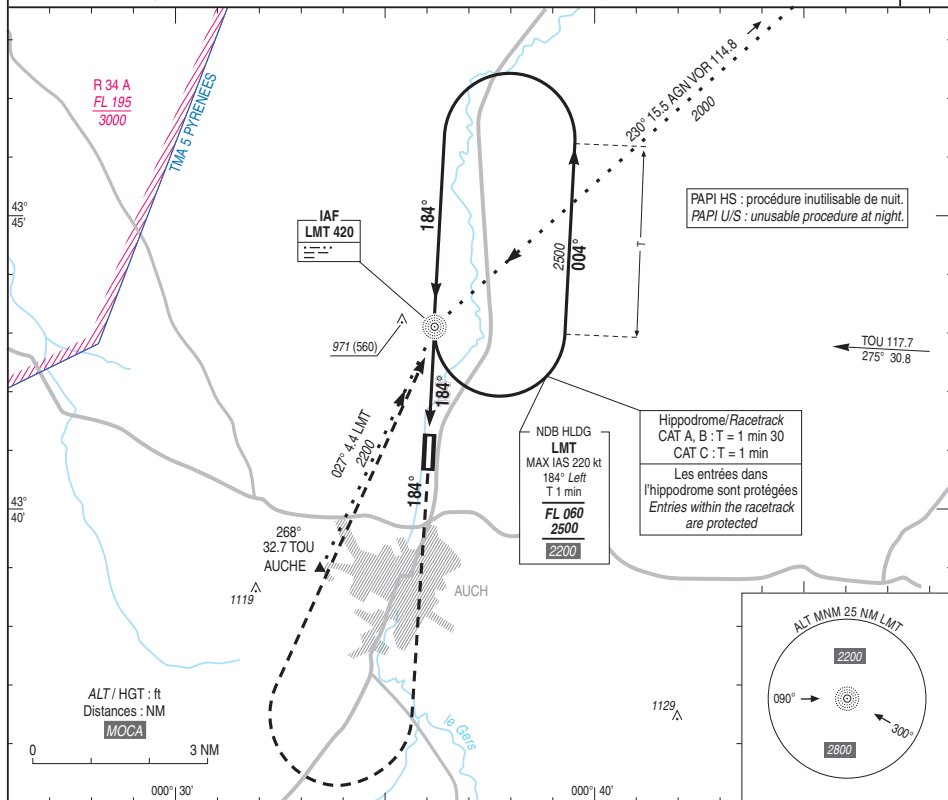 R 34 A
FL 195
3000
TMA 5 PYRENEES
230° 15.5 AGN VOR 114.8
2000
43°
45'
IAF
LMT 420
184°
2500
004°
T
PAPI HS : procédure inutilisable de nuit.
PAPI U/S : unusable procedure at night.
971 (560)
TOU 117.7
275° 30.8
184°
027° 4.4 LMT
2200
NDB HLDG
LMT
MAX IAS 220 kt
184° Left
T 1 min
FL 060
2500
2200
Hippodrome/Racetrack
CAT A, B : T = 1 min 30
CAT C : T = 1 min
Les entrées dans
l'hippodrome sont protégées
Entries within the racetrack
are protected
184°
43°
40'
268°
32.7 TOU
AUCHE
1119
AUCH
ALT MNM 25 NM LMT
2200
090°
300°
2800
1129
le Gers
ALT / HGT : ft
Distances : NM
MOCA
0 3 NM
000° 30'
000° 40'